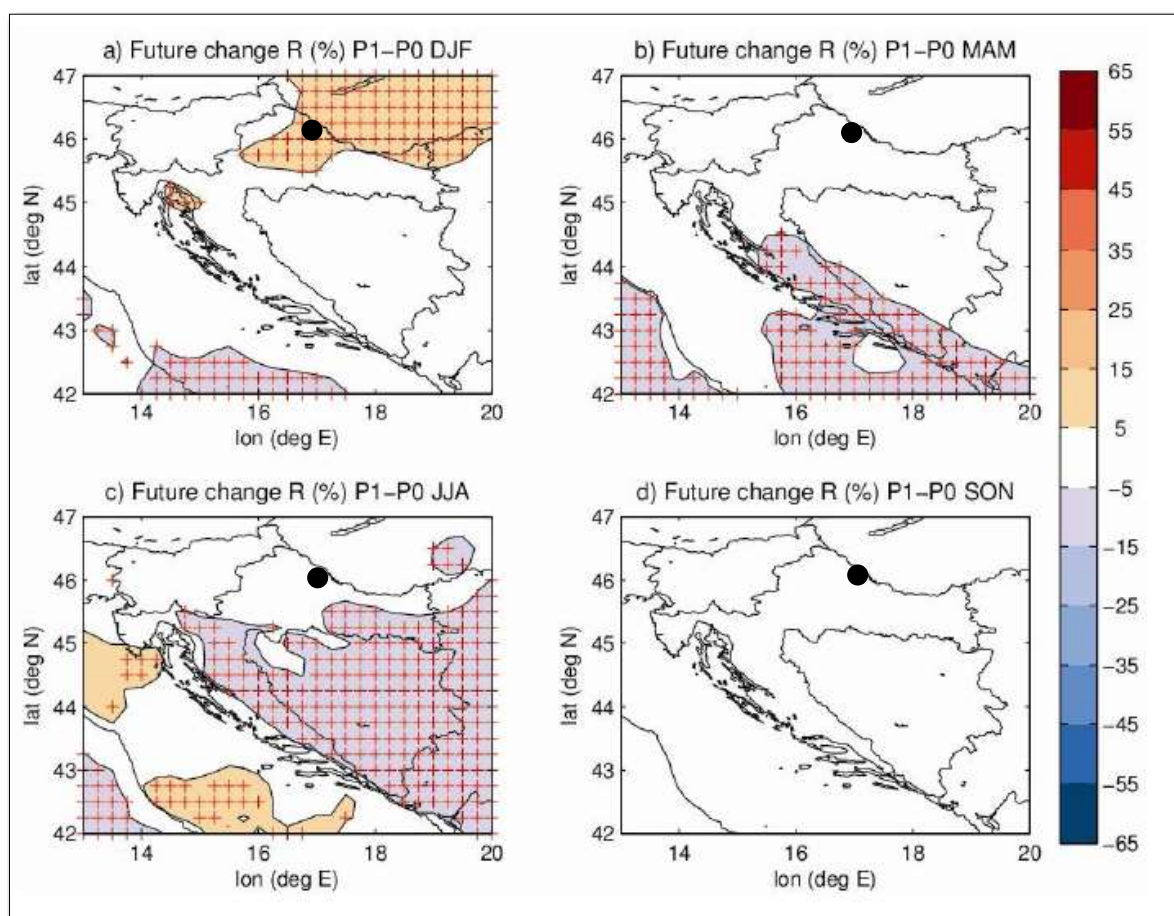 a) Future change R (%) P1−P0 DJF
47
46
45
44
43
42
lat (deg N)
14 16 18 20
lon (deg E)
b) Future change R (%) P1−P0 MAM
47
46
45
44
43
42
lat (deg N)
14 16 18 20
lon (deg E)
c) Future change R (%) P1−P0 JJA
47
46
45
44
43
42
lat (deg N)
14 16 18 20
lon (deg E)
d) Future change R (%) P1−P0 SON
47
46
45
44
43
42
lat (deg N)
14 16 18 20
lon (deg E)
65
55
45
35
25
15
5
−5
−15
−25
−35
−45
−55
−65